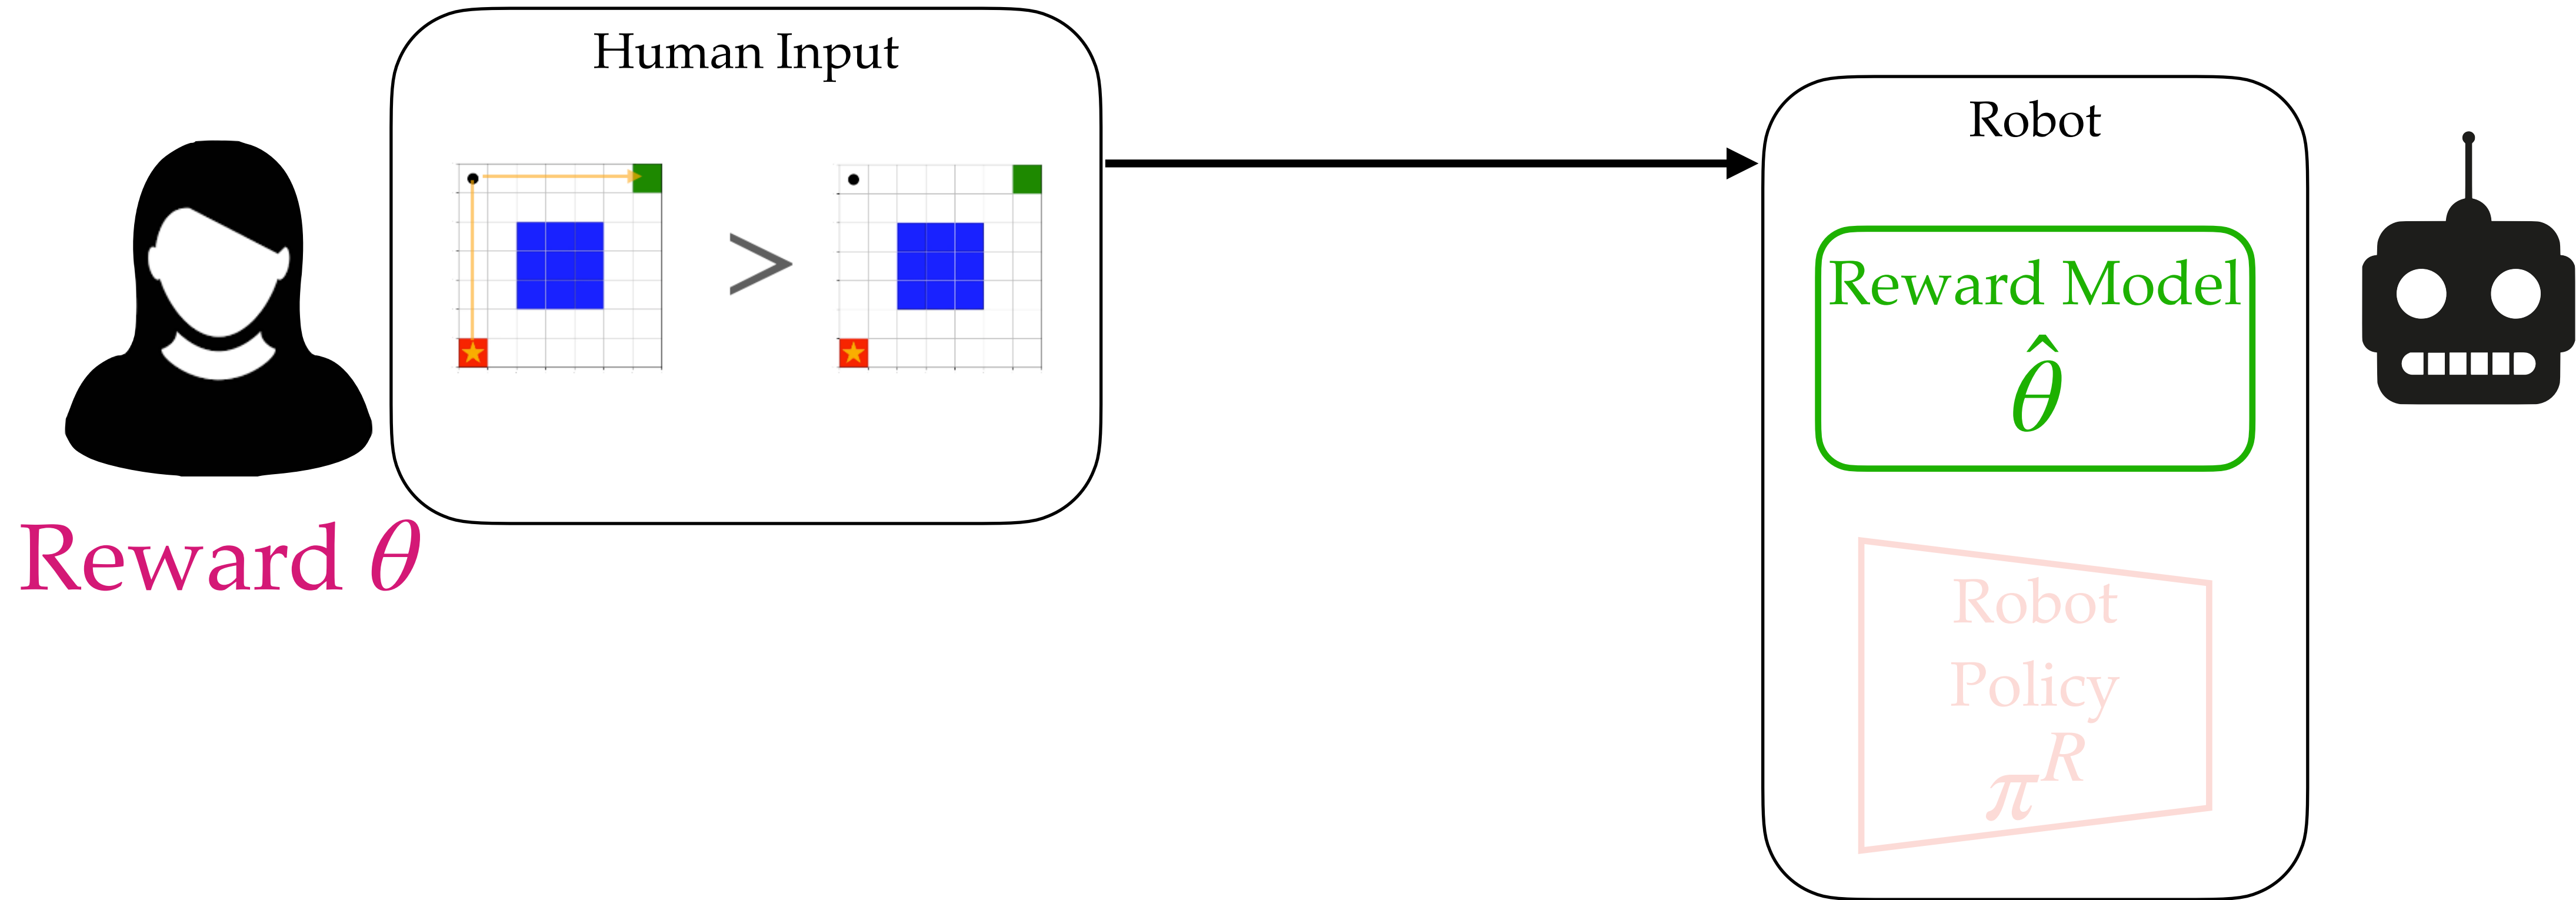 Human Input
>
Reward θ
Robot
Reward Model
θ̂
Robot
Policy
π^R